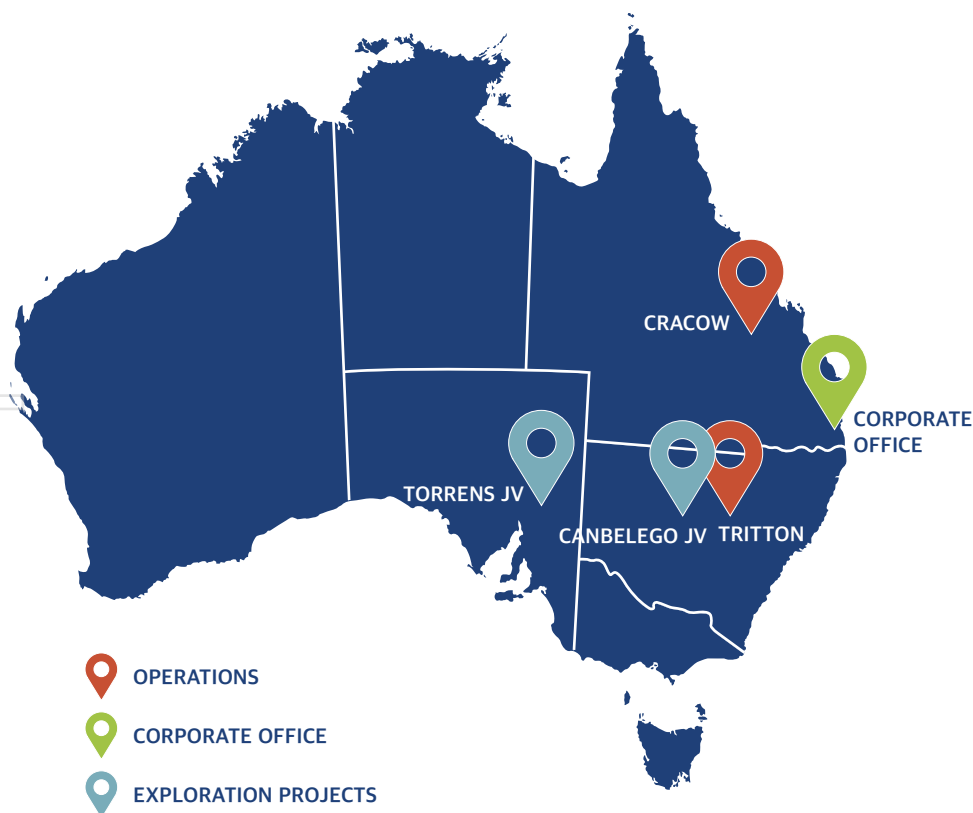 CRACOW
CORPORATE
OFFICE
TORRENS JV
CANBELEGO JV
TRITTON
OPERATIONS
CORPORATE OFFICE
EXPLORATION PROJECTS